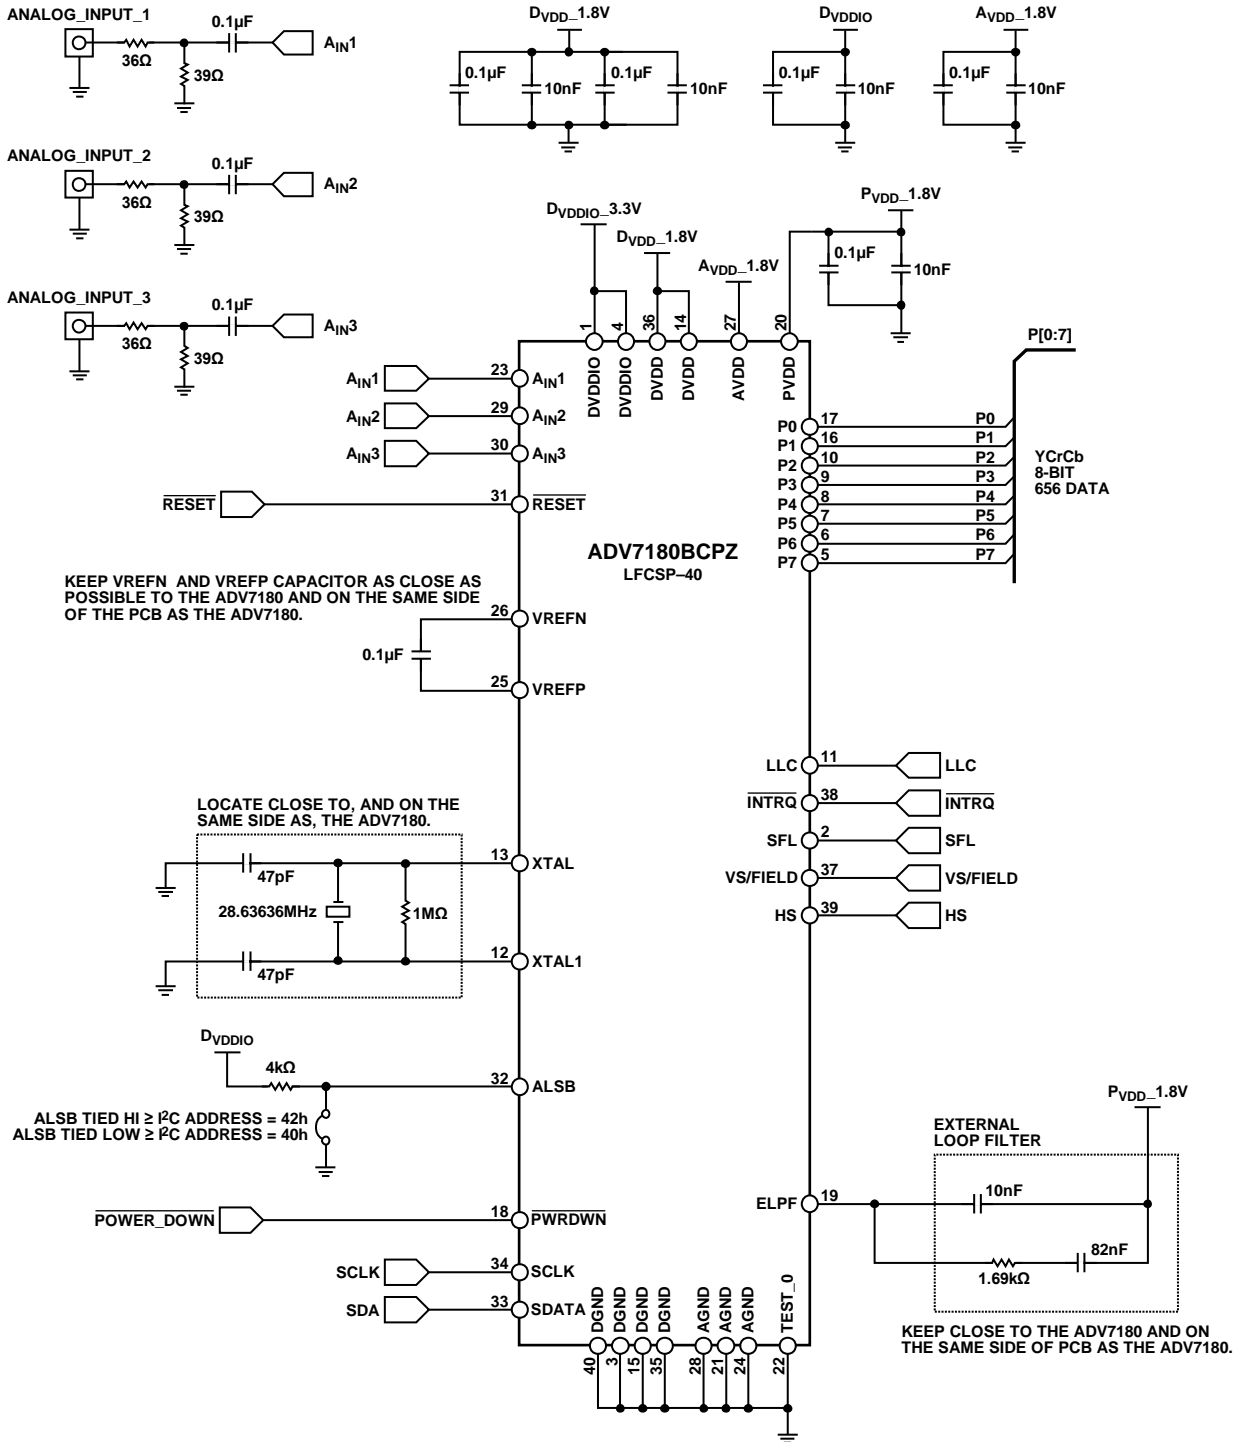 ANALOG_INPUT_1
0.1µF
36Ω
39Ω
AIN1
DVDD_1.8V
0.1µF
10nF
0.1µF
10nF
DVDDIO
0.1µF
10nF
AVDD_1.8V
0.1µF
10nF
ANALOG_INPUT_2
0.1µF
36Ω
39Ω
AIN2
ANALOG_INPUT_3
0.1µF
36Ω
39Ω
AIN3
DVDDIO_3.3V
DVDD_1.8V
AVDD_1.8V
PVDD_1.8V
0.1µF
10nF
1
4
36
14
27
20
DVDDIO
DVDDIO
DVDD
DVDD
AVDD
PVDD
AIN1
23
AIN1
AIN2
29
AIN2
AIN3
30
AIN3
RESET
31
RESET
P[0:7]
P0
17
P0
P1
16
P1
P2
10
P2
P3
9
P3
P4
8
P4
P5
7
P5
P6
6
P6
P7
5
P7
YCrCb
8-BIT
656 DATA
ADV7180BCPZ
LFCSP–40
KEEP VREFN AND VREFP CAPACITOR AS CLOSE AS
POSSIBLE TO THE ADV7180 AND ON THE SAME SIDE
OF THE PCB AS THE ADV7180.
26
VREFN
0.1µF
25
VREFP
LLC
11
LLC
INTRQ
38
INTRQ
SFL
2
SFL
VS/FIELD
37
VS/FIELD
HS
39
HS
LOCATE CLOSE TO, AND ON THE
SAME SIDE AS, THE ADV7180.
47pF
13
XTAL
28.63636MHz
1MΩ
47pF
12
XTAL1
DVDDIO
4kΩ
32
ALSB
ALSB TIED HI ≥ I²C ADDRESS = 42h
ALSB TIED LOW ≥ I²C ADDRESS = 40h
POWER_DOWN
18
PWRDWN
SCLK
34
SCLK
SDA
33
SDATA
PVDD_1.8V
EXTERNAL
LOOP FILTER
ELPF
19
10nF
82nF
1.69kΩ
KEEP CLOSE TO THE ADV7180 AND ON
THE SAME SIDE OF PCB AS THE ADV7180.
DGND
DGND
DGND
DGND
AGND
AGND
AGND
TEST_0
40
3
15
35
28
21
24
22